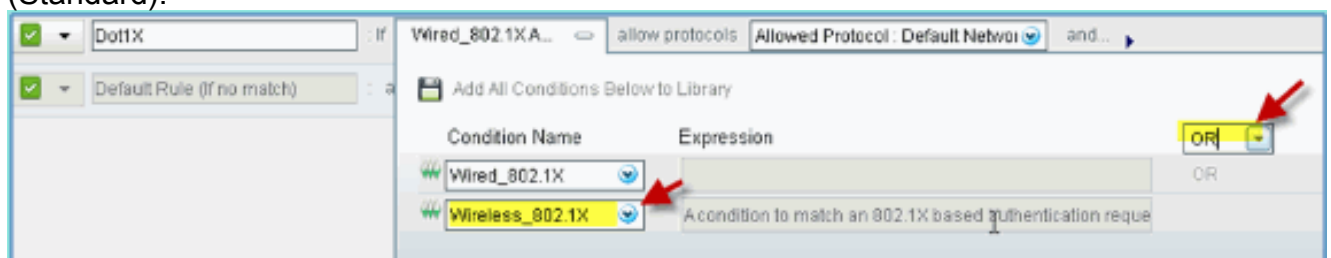 (Standard).
Dot1X : If Wired_802.1XA... allow protocols Allowed Protocol : Default Networ and...
Default Rule (If no match) : a Add All Conditions Below to Library
Condition Name Expression OR
Wired_802.1X OR
Wireless_802.1X A condition to match an 802.1X based authentication reque